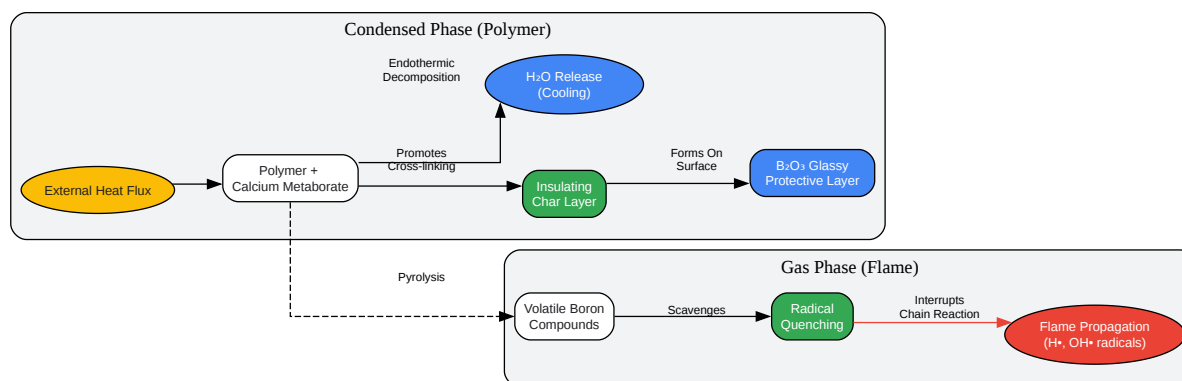 Condensed Phase (Polymer)
Endothermic
Decomposition
H₂O Release
(Cooling)
Promotes
Cross-linking
Forms On
Surface
External Heat Flux
Polymer +
Calcium Metaborate
Insulating
Char Layer
B₂O₃ Glassy
Protective Layer
Gas Phase (Flame)
Pyrolysis
Volatile Boron
Compounds
Scavenges
Radical
Quenching
Interrupts
Chain Reaction
Flame Propagation
(H•, OH• radicals)